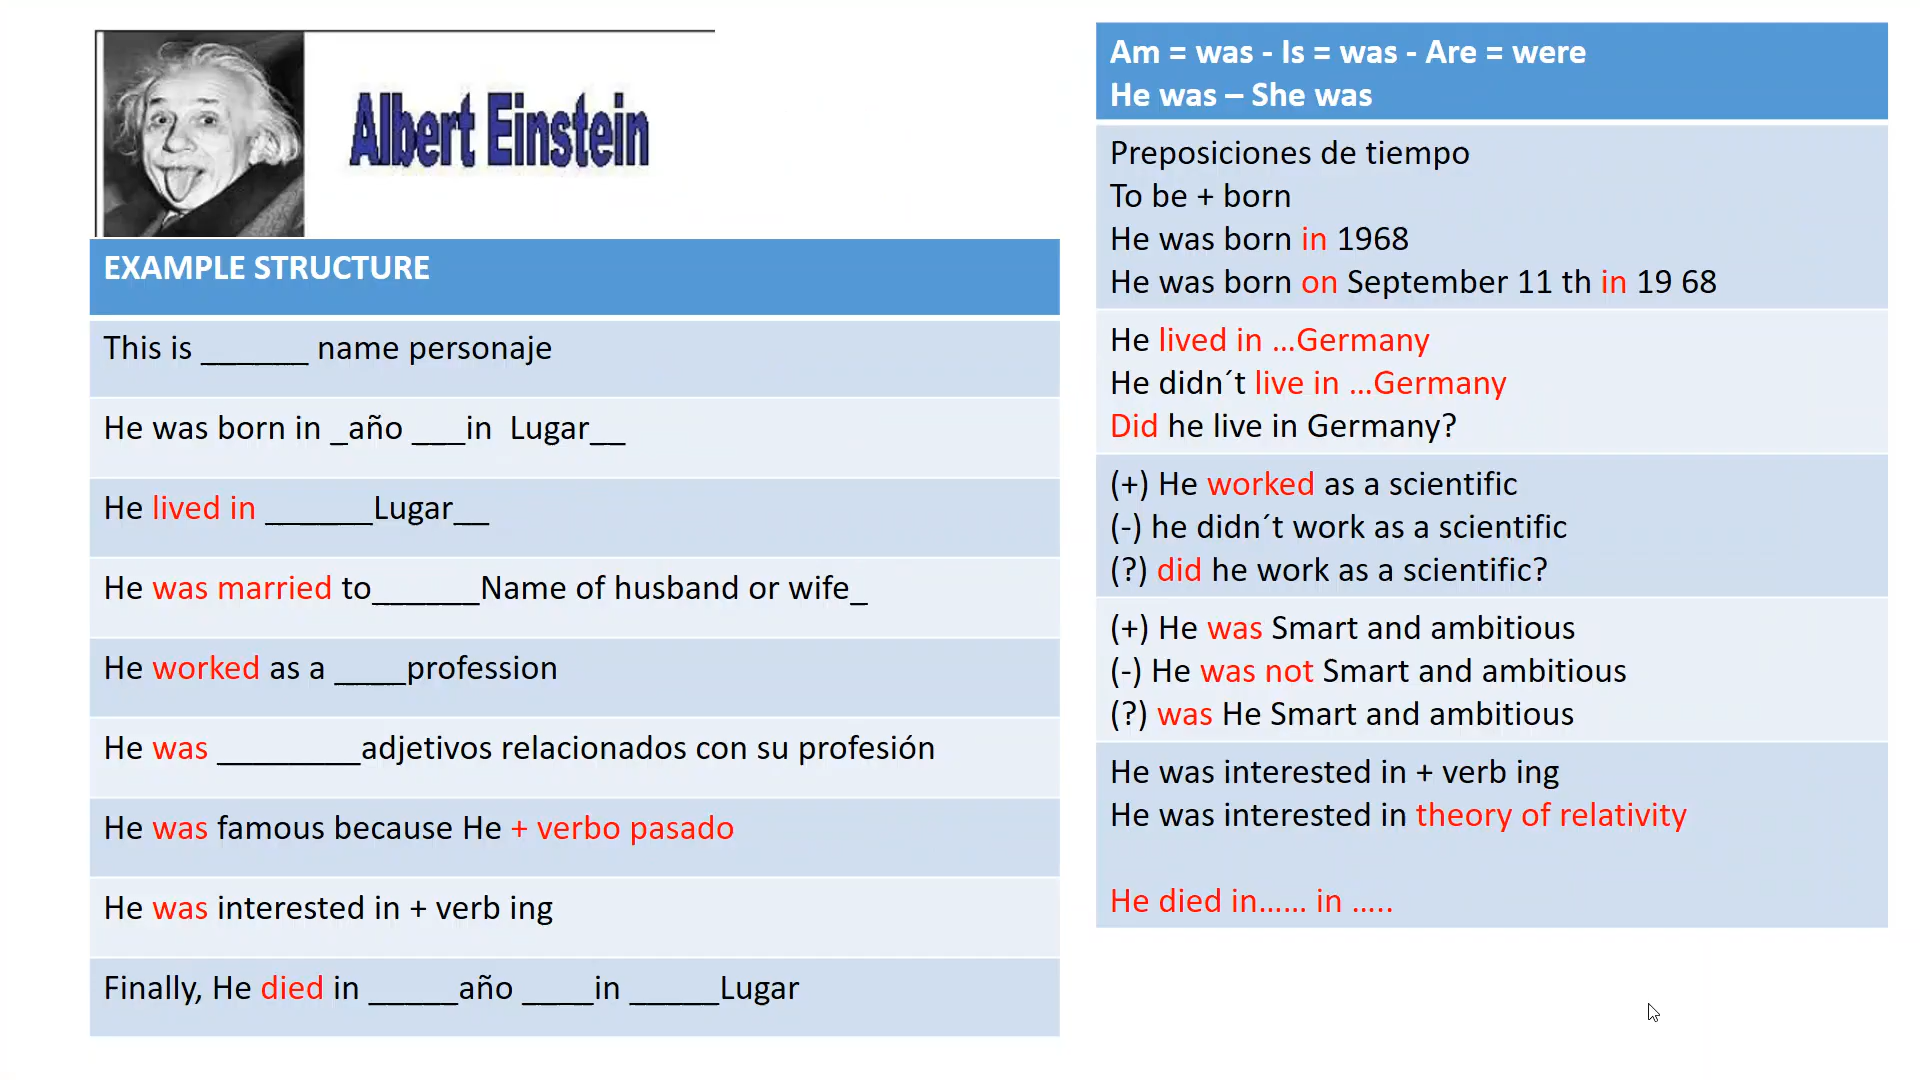 Albert Einstein
EXAMPLE STRUCTURE
This is ______ name personaje
He was born in _año ___in  Lugar__
He lived in ______Lugar__
He was married to______Name of husband or wife_
He worked as a ____profession
He was ________adjetivos relacionados con su profesión
He was famous because He + verbo pasado
He was interested in + verb ing
Finally, He died in _____año ____in _____Lugar
Am = was - Is = was - Are = were
He was – She was
Preposiciones de tiempo
To be + born
He was born in 1968
He was born on September 11 th in 19 68
He lived in …Germany
He didn´t live in …Germany
Did he live in Germany?
(+) He worked as a scientific
(-) he didn´t work as a scientific
(?) did he work as a scientific?
(+) He was Smart and ambitious
(-) He was not Smart and ambitious
(?) was He Smart and ambitious
He was interested in + verb ing
He was interested in theory of relativity
He died in…… in …..